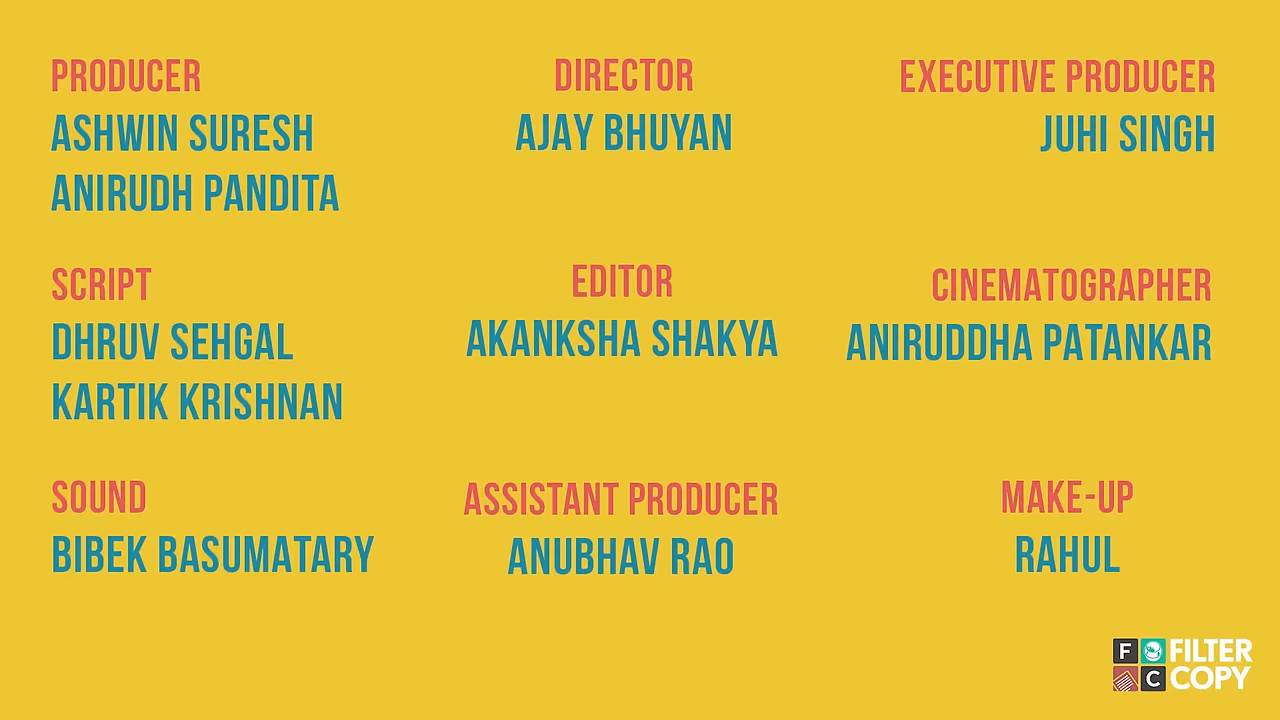 PRODUCER
ASHWIN SURESH
ANIRUDH PANDITA
DIRECTOR
AJAY BHUYAN
EXECUTIVE PRODUCER
JUHI SINGH
SCRIPT
DHRUV SEHGAL
KARTIK KRISHNAN
EDITOR
AKANKSHA SHAKYA
CINEMATOGRAPHER
ANIRUDDHA PATANKAR
SOUND
BIBEK BASUMATARY
ASSISTANT PRODUCER
ANUBHAV RAO
MAKE-UP
RAHUL
F
C
FILTER
COPY